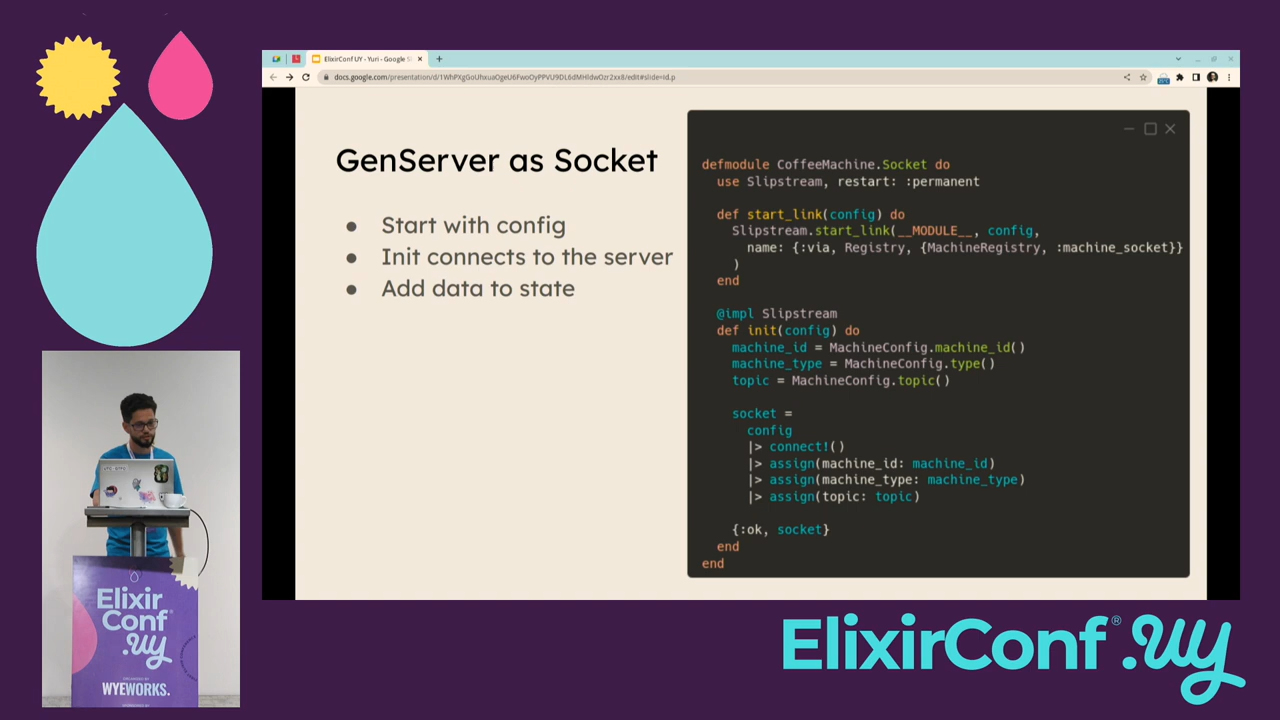 ElixirConf UY - Yuri - Google Sl
docs.google.com/presentation/d/1WhPXgGoUhxuaOgeU6FwoOyPPVU9DL6dMHldwOzr2xx8/edit#slide=id.p
GenServer as Socket
● Start with config
● Init connects to the server
● Add data to state
defmodule CoffeeMachine.Socket do
use Slipstream, restart: :permanent
def start_link(config) do
Slipstream.start_link(__MODULE__, config,
name: {:via, Registry, {MachineRegistry, :machine_socket}}
)
end
@impl Slipstream
def init(config) do
machine_id = MachineConfig.machine_id()
machine_type = MachineConfig.type()
topic = MachineConfig.topic()
socket =
config
|> connect!()
|> assign(machine_id: machine_id)
|> assign(machine_type: machine_type)
|> assign(topic: topic)
{:ok, socket}
end
end
Elixir
Conf®
.uy
WYEWORKS.
ElixirConf® .uy